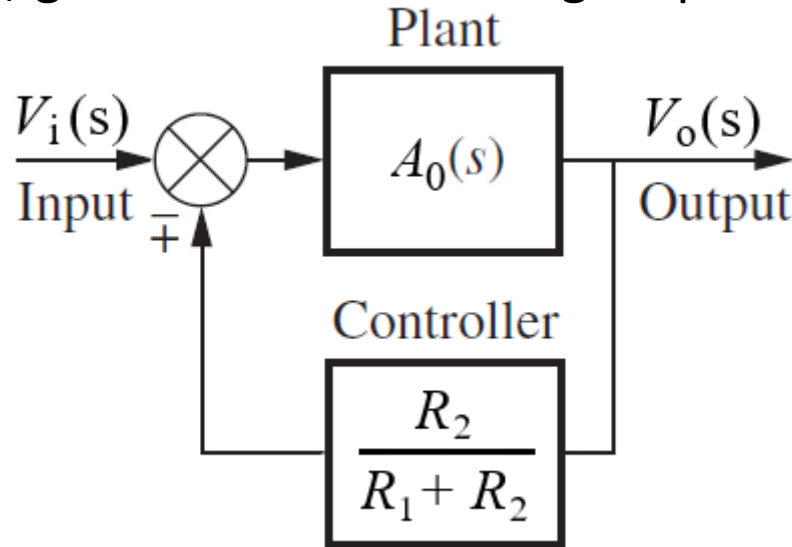 Plant
V_i(s)
A_0(s)
V_o(s)
Input
∓
Output
Controller
R_2
R_1 + R_2